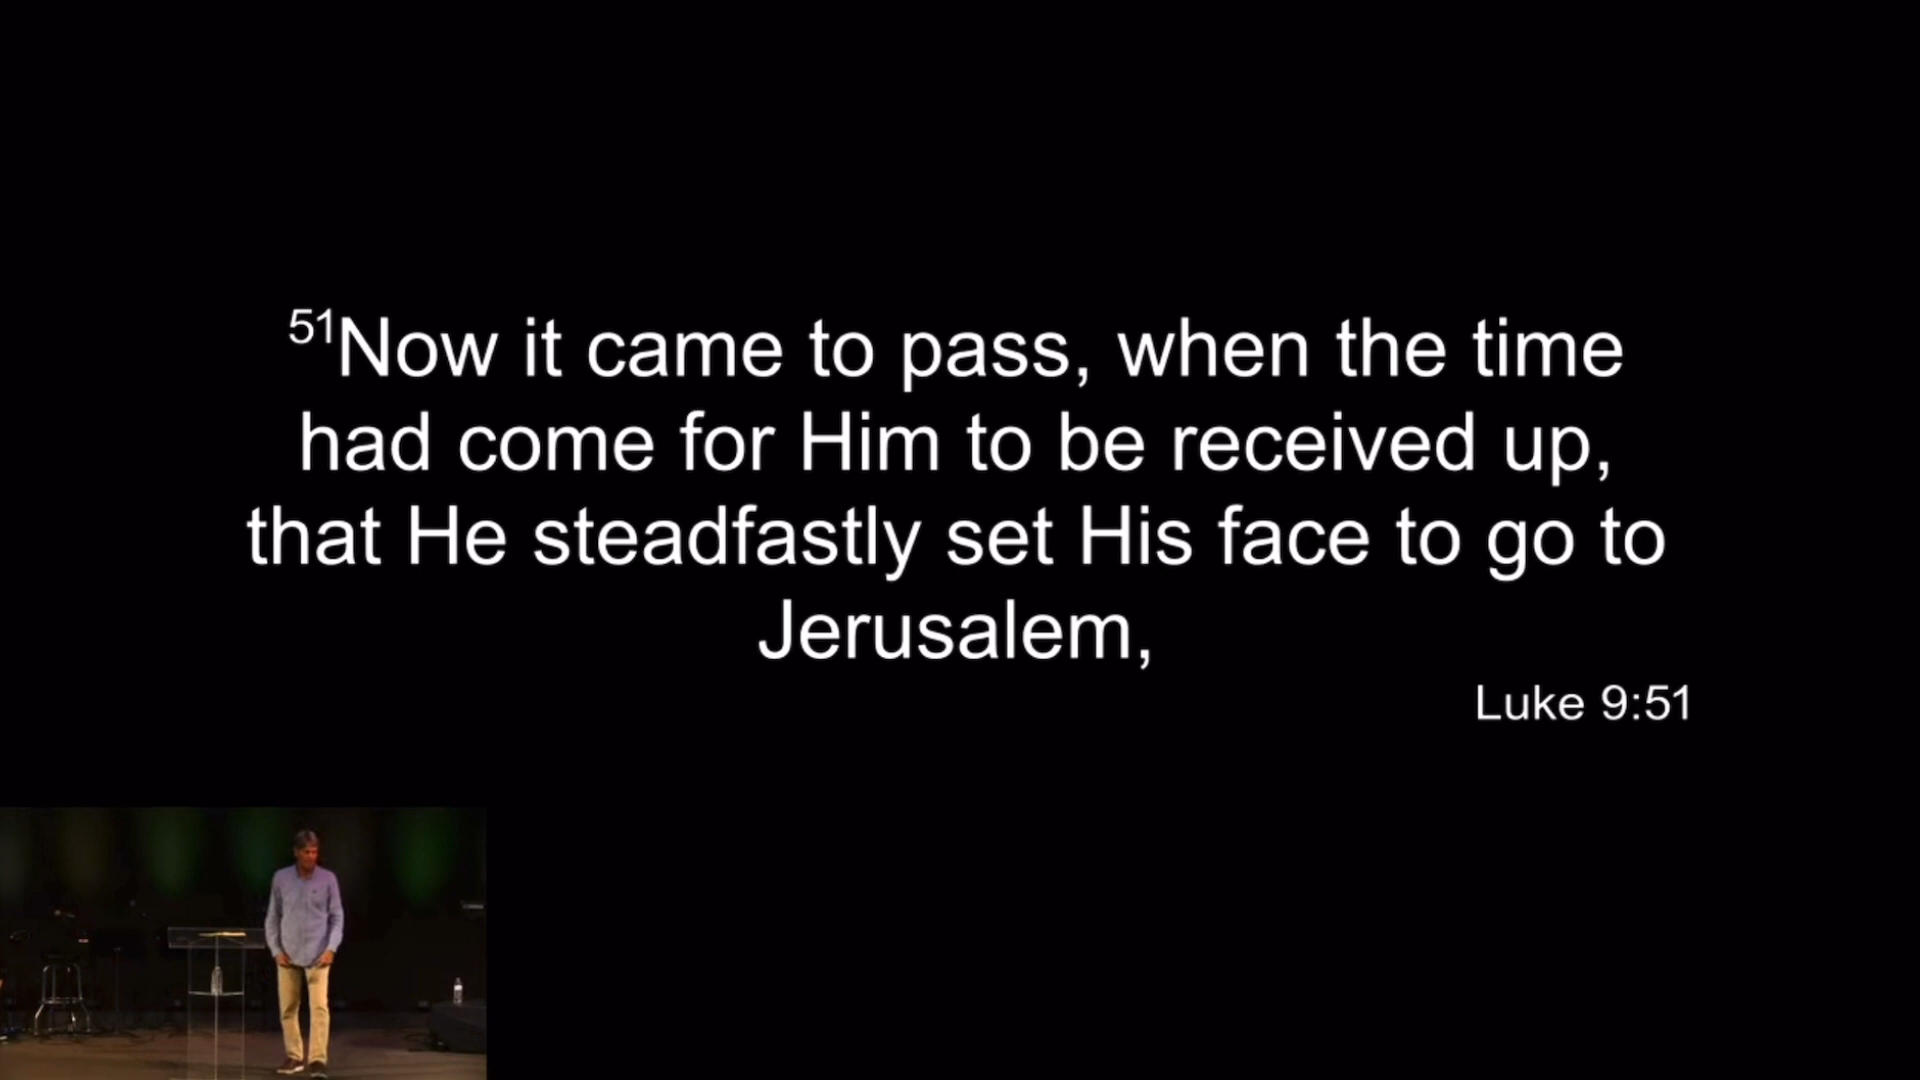 51Now it came to pass, when the time
had come for Him to be received up,
that He steadfastly set His face to go to
Jerusalem,
Luke 9:51